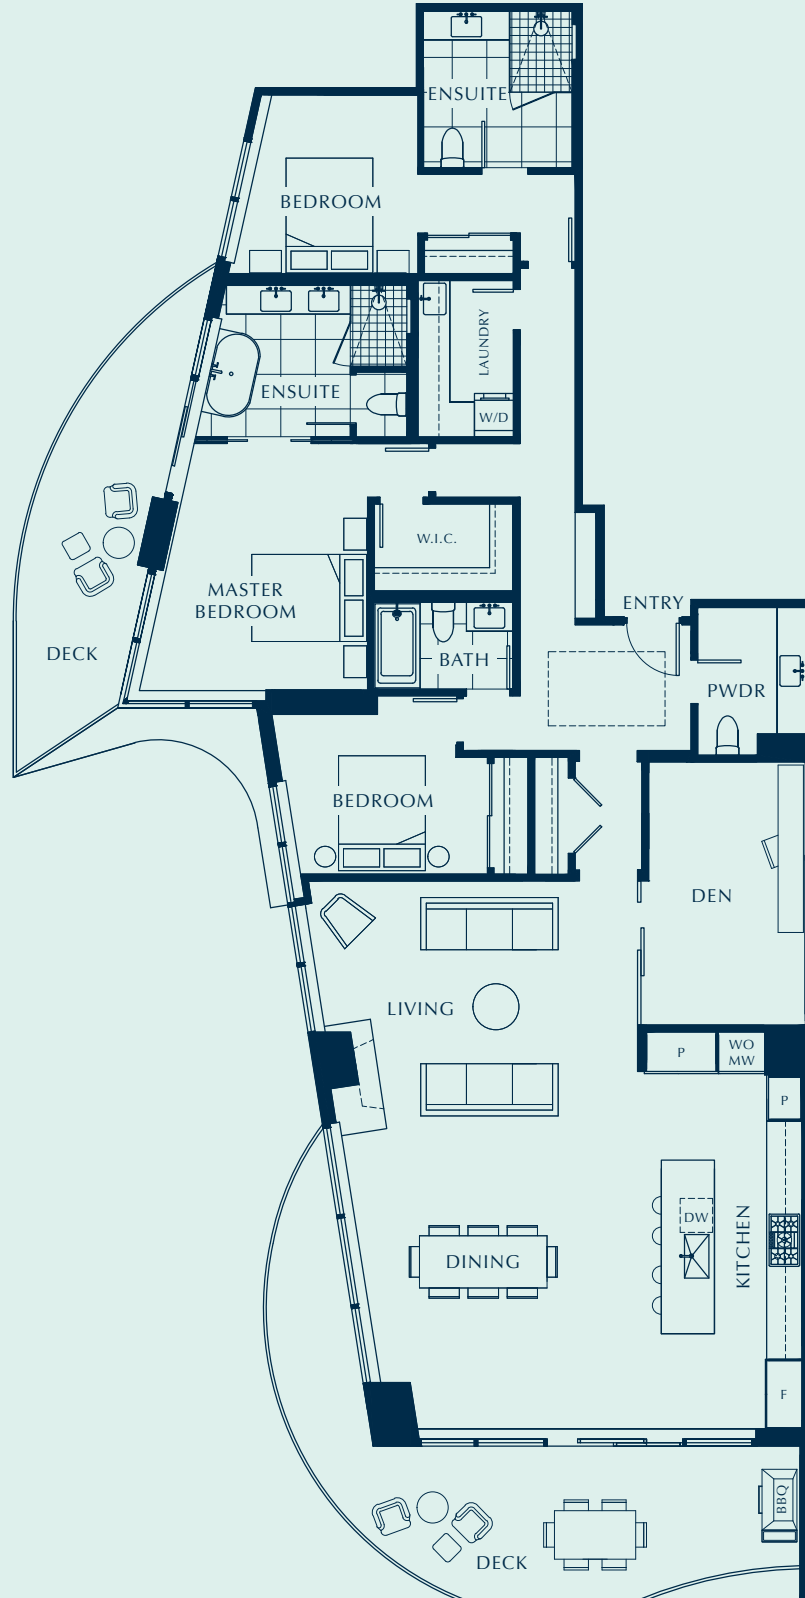 ENSUITE
BEDROOM
LAUNDRY
ENSUITE
W/D
W.I.C.
MASTER
BEDROOM
ENTRY
DECK
BATH
PWDR
BEDROOM
DEN
LIVING
P
WO
MW
P
DW
KITCHEN
DINING
F
BBQ
DECK